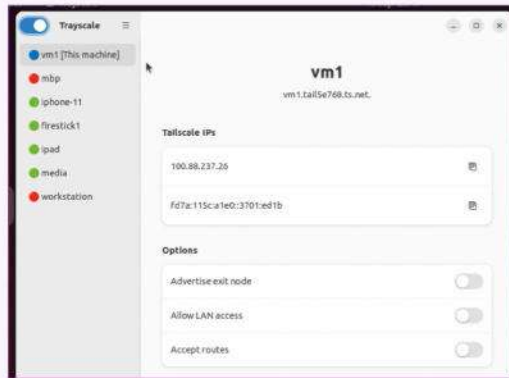 Trayscale
vm1 [This machine]
mbp
iphone-11
firestick1
ipad
media
workstation
vm1
vm1.tail5e768.ts.net.
Tailscale IPs
100.88.237.26
fd7a:115c:a1e0::3701:ed1b
Options
Advertise exit node
Allow LAN access
Accept routes